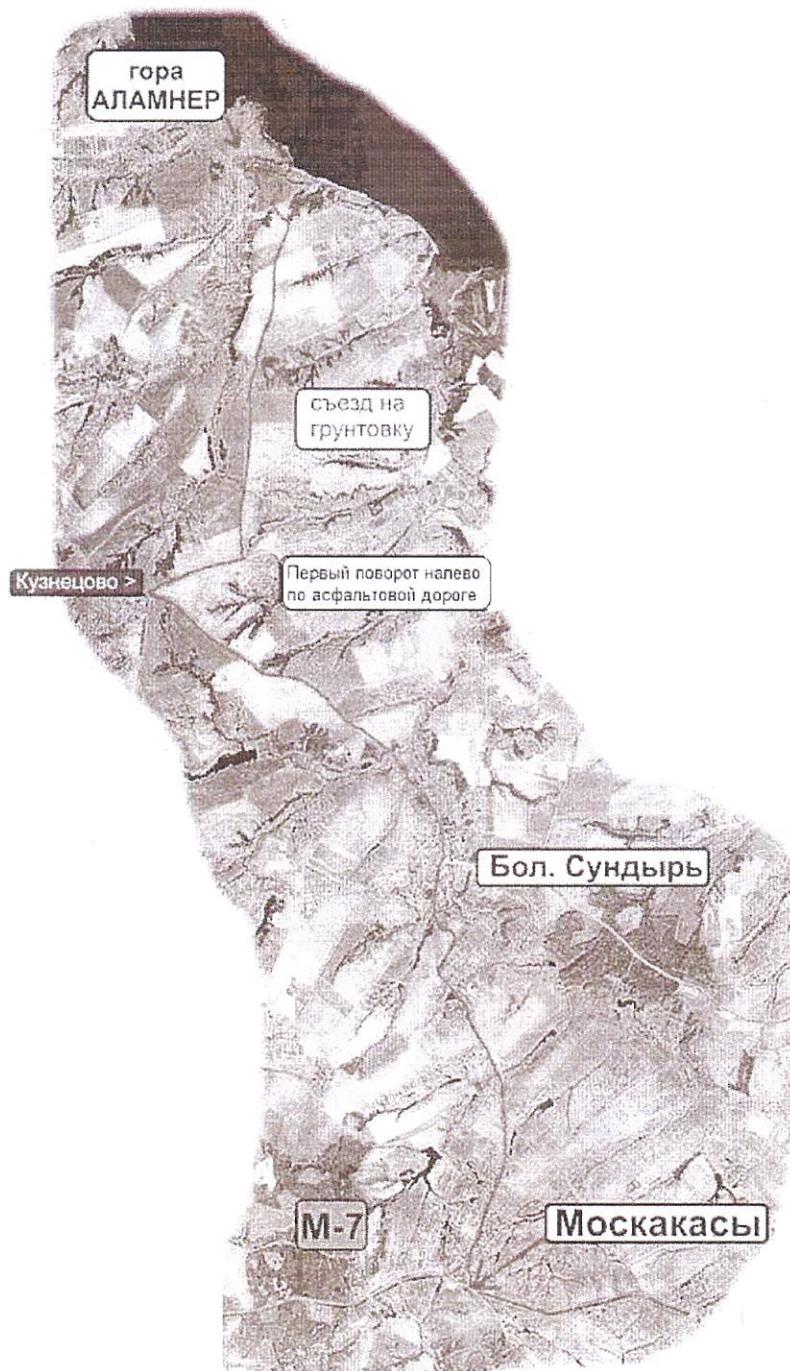 гора
АЛАМНЕР
съезд на
грунтовку
Кузнецово >
Первый поворот налево
по асфальтовой дороге
Бол. Сундырь
М-7
Москакасы